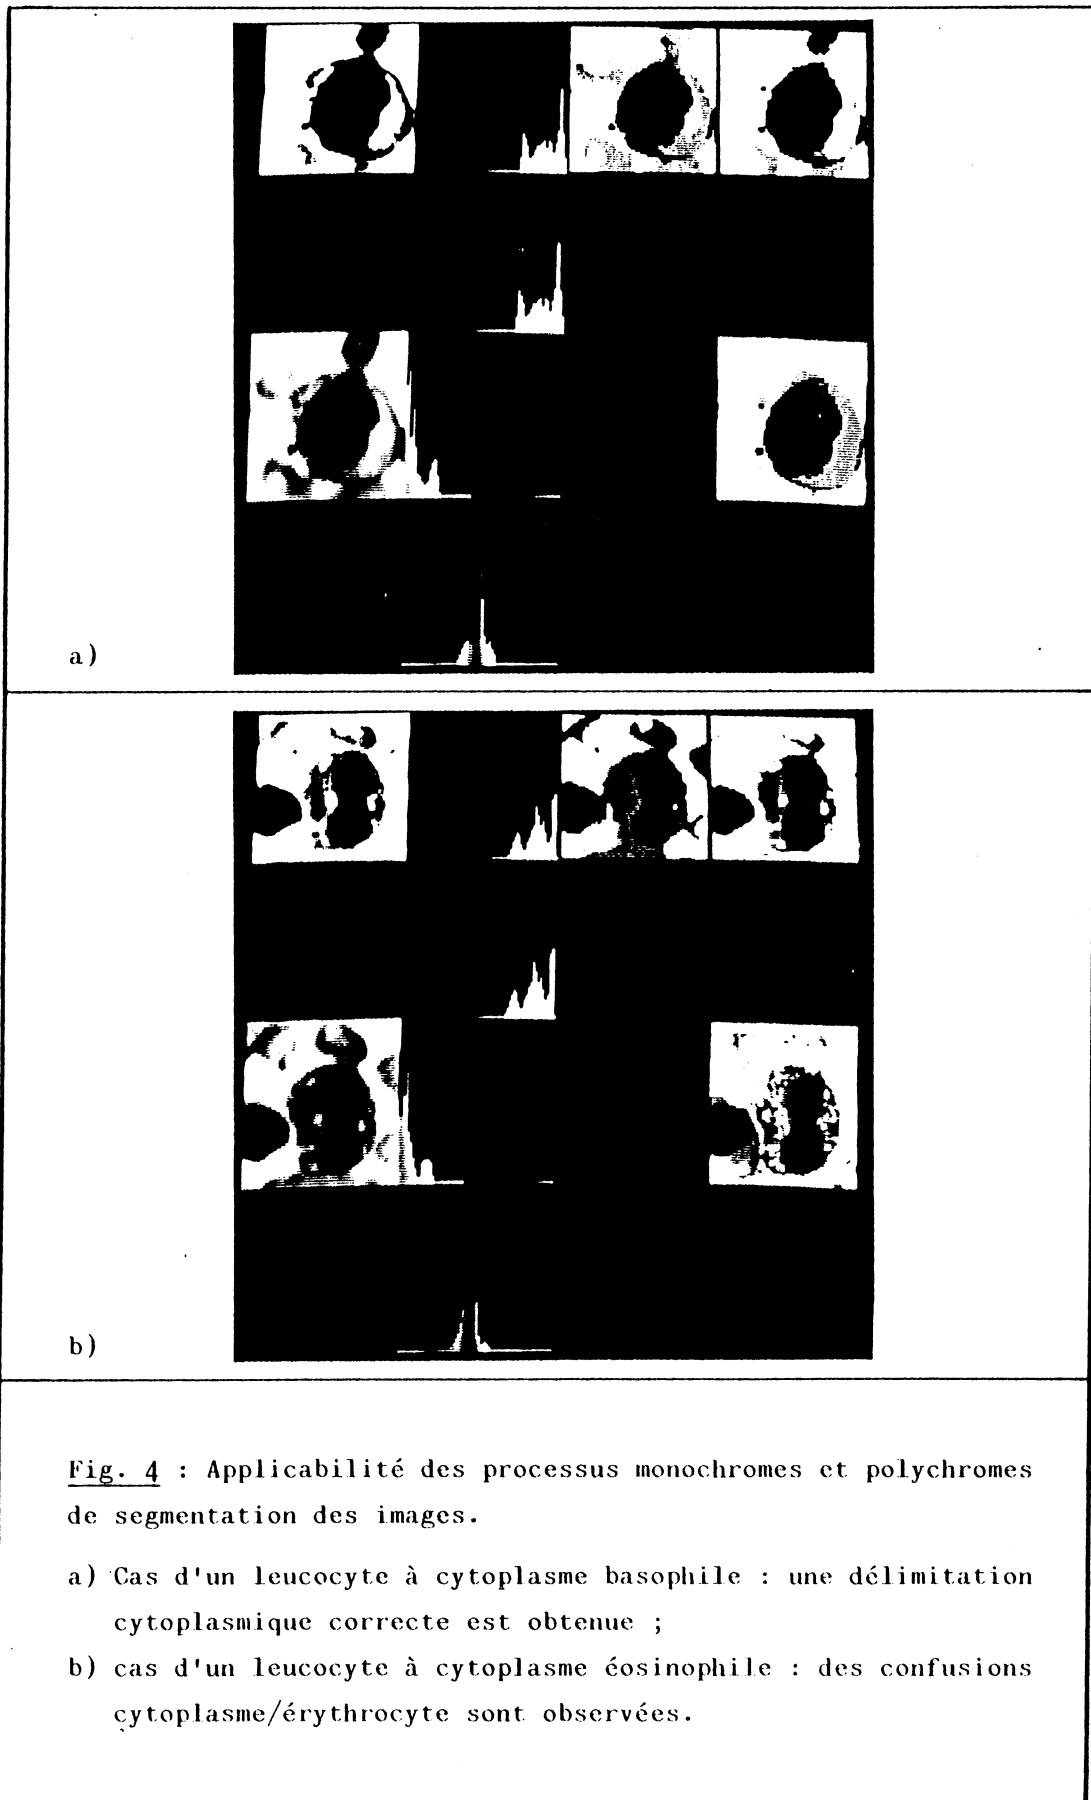 a)
b)
Fig. 4 : Applicabilité des processus monochromes et polychromes
de segmentation des images.
a) Cas d'un leucocyte à cytoplasme basophile : une délimitation
cytoplasmique correcte est obtenue ;
b) cas d'un leucocyte à cytoplasme éosinophile : des confusions
cytoplasme/érythrocyte sont observées.